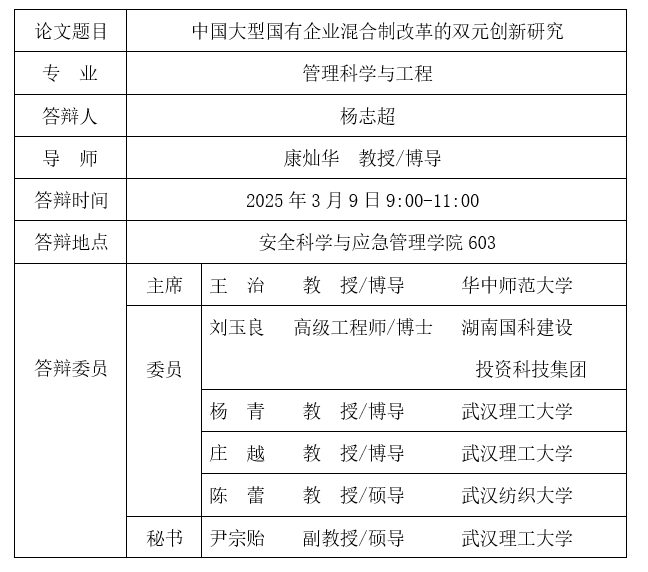 论文题目 中国大型国有企业混合制改革的双元创新研究
专 业 管理科学与工程
答辩人 杨志超
导 师 康灿华 教授/博导
答辩时间 2025年3月9日9:00-11:00
答辩地点 安全科学与应急管理学院603
主席 王 治 教 授/博导 华中师范大学
刘玉良 高级工程师/博士 湖南国科建设
答辩委员 委员 投资科技集团
杨 青 教 授/博导 武汉理工大学
庄 越 教 授/博导 武汉理工大学
陈 蕾 教 授/硕导 武汉纺织大学
秘书 尹宗贻 副教授/硕导 武汉理工大学